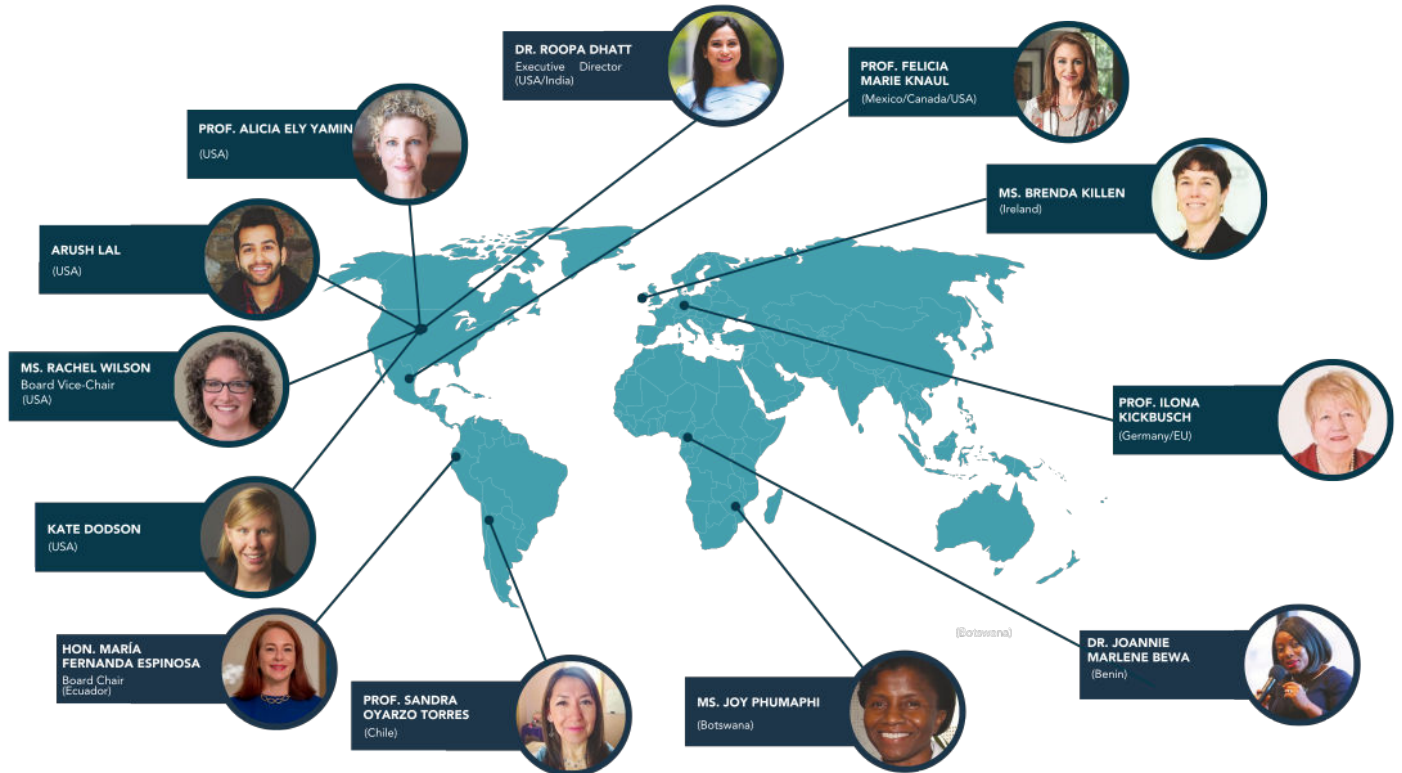 DR. ROOPA DHATT
Executive Director
(USA/India)
PROF. FELICIA
MARIE KNAUL
(Mexico/Canada/USA)
PROF. ALICIA ELY YAMIN
(USA)
MS. BRENDA KILLEN
(Ireland)
ARUSH LAL
(USA)
MS. RACHEL WILSON
Board Vice-Chair
(USA)
PROF. ILONA
KICKBUSCH
(Germany/EU)
KATE DODSON
(USA)
HON. MARÍA
FERNANDA ESPINOSA
Board Chair
(Ecuador)
(Botswana)
DR. JOANNIE
MARLENE BEWA
(Benin)
PROF. SANDRA
OYARZO TORRES
(Chile)
MS. JOY PHUMAPHI
(Botswana)